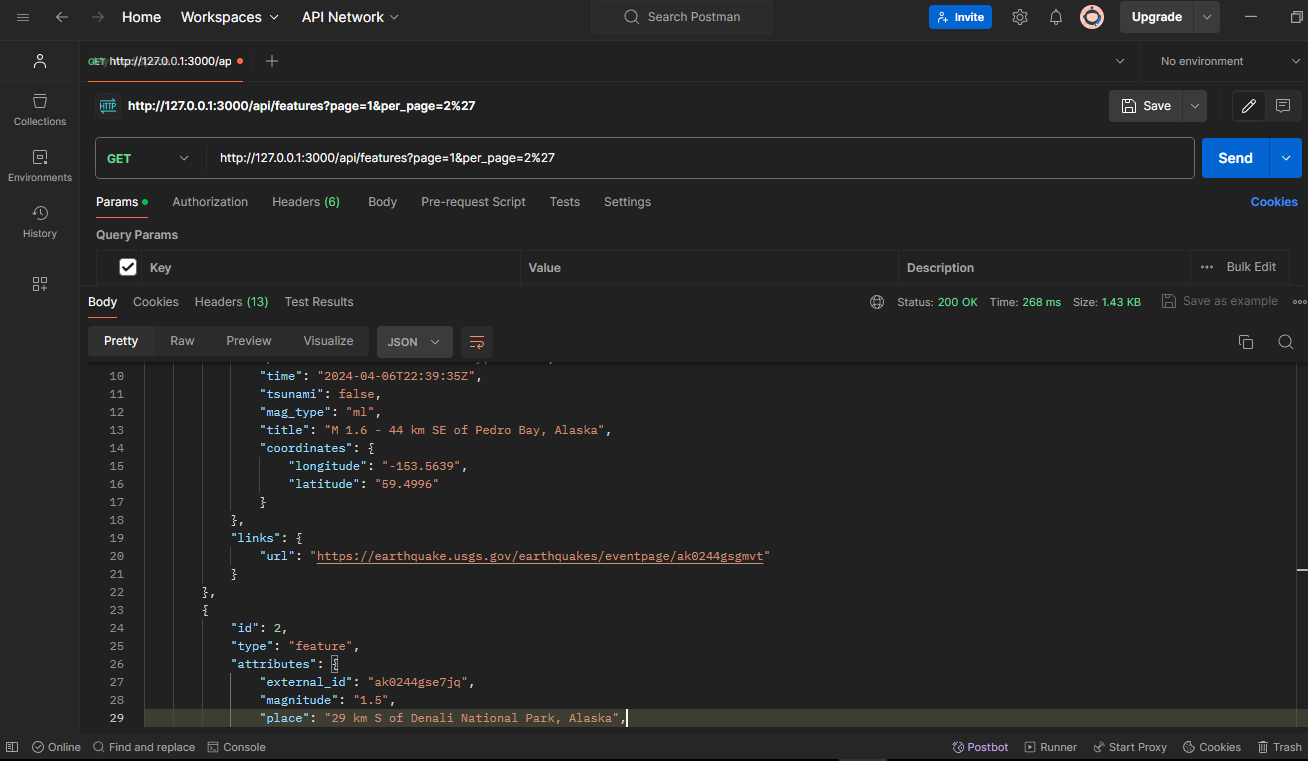 Home Workspaces API Network Search Postman Invite Upgrade
GET http://127.0.0.1:3000/ap No environment
HTTP http://127.0.0.1:3000/api/features?page=1&per_page=2%27 Save
Collections
GET http://127.0.0.1:3000/api/features?page=1&per_page=2%27 Send
Environments
Params Authorization Headers (6) Body Pre-request Script Tests Settings Cookies
History
Query Params
Key Value Description Bulk Edit
Body Cookies Headers (13) Test Results Status: 200 OK Time: 268 ms Size: 1.43 KB Save as example
Pretty Raw Preview Visualize JSON
10 "time": "2024-04-06T22:39:35Z",
11 "tsunami": false,
12 "mag_type": "ml",
13 "title": "M 1.6 - 44 km SE of Pedro Bay, Alaska",
14 "coordinates": {
15 "longitude": "-153.5639",
16 "latitude": "59.4996"
17 }
18 },
19 "links": {
20 "url": "https://earthquake.usgs.gov/earthquakes/eventpage/ak0244gsgmvt"
21 }
22 },
23 {
24 "id": 2,
25 "type": "feature",
26 "attributes": {
27 "external_id": "ak0244gse7jq",
28 "magnitude": "1.5",
29 "place": "29 km S of Denali National Park, Alaska",
Online Find and replace Console Postbot Runner Start Proxy Cookies Trash